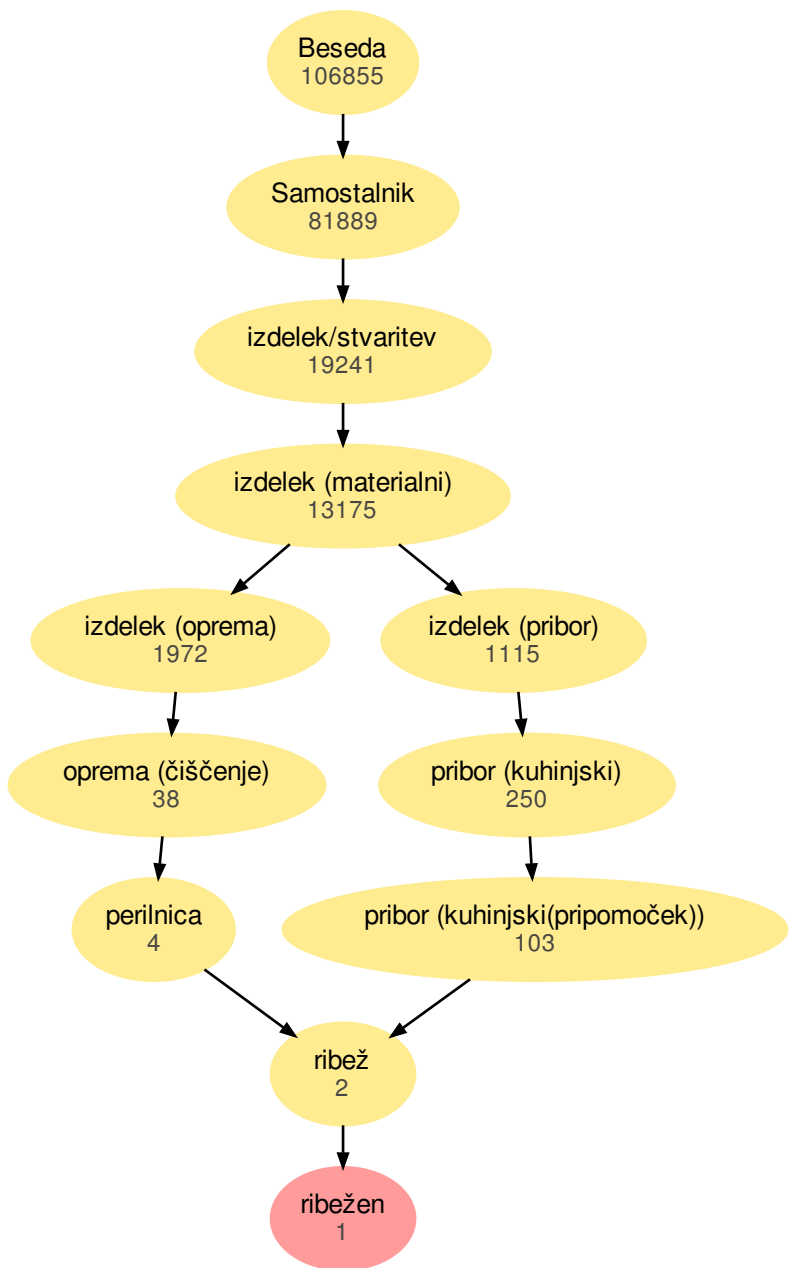 Beseda
106855
Samostalnik
81889
izdelek/stvaritev
19241
izdelek (materialni)
13175
izdelek (oprema)
1972
izdelek (pribor)
1115
oprema (čiščenje)
38
pribor (kuhinjski)
250
perilnica
4
pribor (kuhinjski(pripomoček))
103
ribež
2
ribežen
1